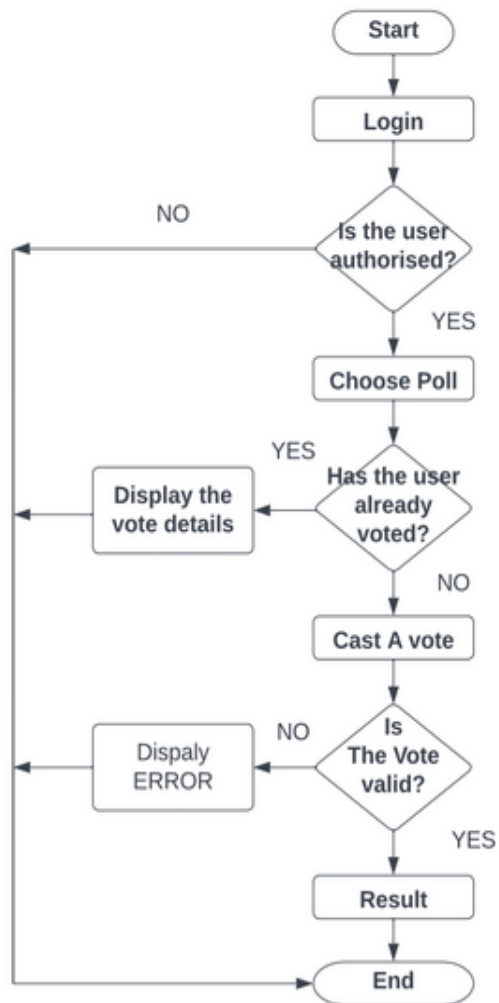 Start
Login
NO
Is the user
authorised?
YES
Choose Poll
YES
Has the user
already
voted?
Display the
vote details
NO
Cast A vote
Is
The Vote
valid?
NO
Dispaly
ERROR
YES
Result
End